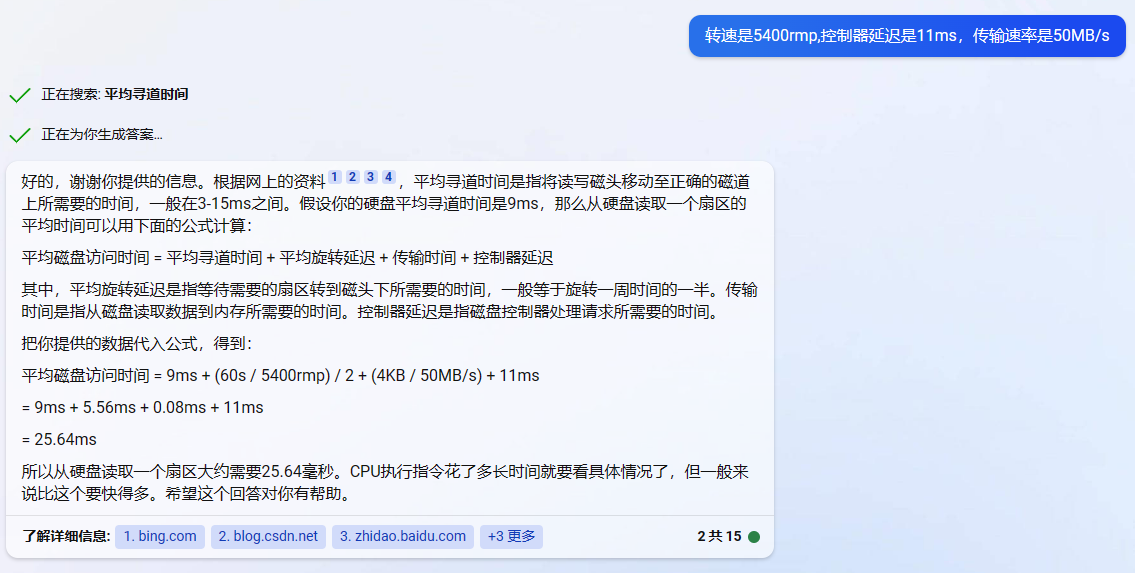 转速是5400rmp,控制器延迟是11ms，传输速率是50MB/s
正在搜索: 平均寻道时间
正在为你生成答案...
好的，谢谢你提供的信息。根据网上的资料1 2 3 4，平均寻道时间是指将读写磁头移动至正确的磁道
上所需要的时间，一般在3-15ms之间。假设你的硬盘平均寻道时间是9ms，那么从硬盘读取一个扇区的
平均时间可以用下面的公式计算：
平均磁盘访问时间 = 平均寻道时间 + 平均旋转延迟 + 传输时间 + 控制器延迟
其中，平均旋转延迟是指等待需要的扇区转到磁头下所需要的时间，一般等于旋转一周时间的一半。传输
时间是指从磁盘读取数据到内存所需要的时间。控制器延迟是指磁盘控制器处理请求所需要的时间。
把你提供的数据代入公式，得到：
平均磁盘访问时间 = 9ms + (60s / 5400rmp) / 2 + (4KB / 50MB/s) + 11ms
= 9ms + 5.56ms + 0.08ms + 11ms
= 25.64ms
所以从硬盘读取一个扇区大约需要25.64毫秒。CPU执行指令花了多长时间就要看具体情况了，但一般来
说比这个要快得多。希望这个回答对你有帮助。
了解详细信息: 1. bing.com 2. blog.csdn.net 3. zhidao.baidu.com +3 更多 2 共 15